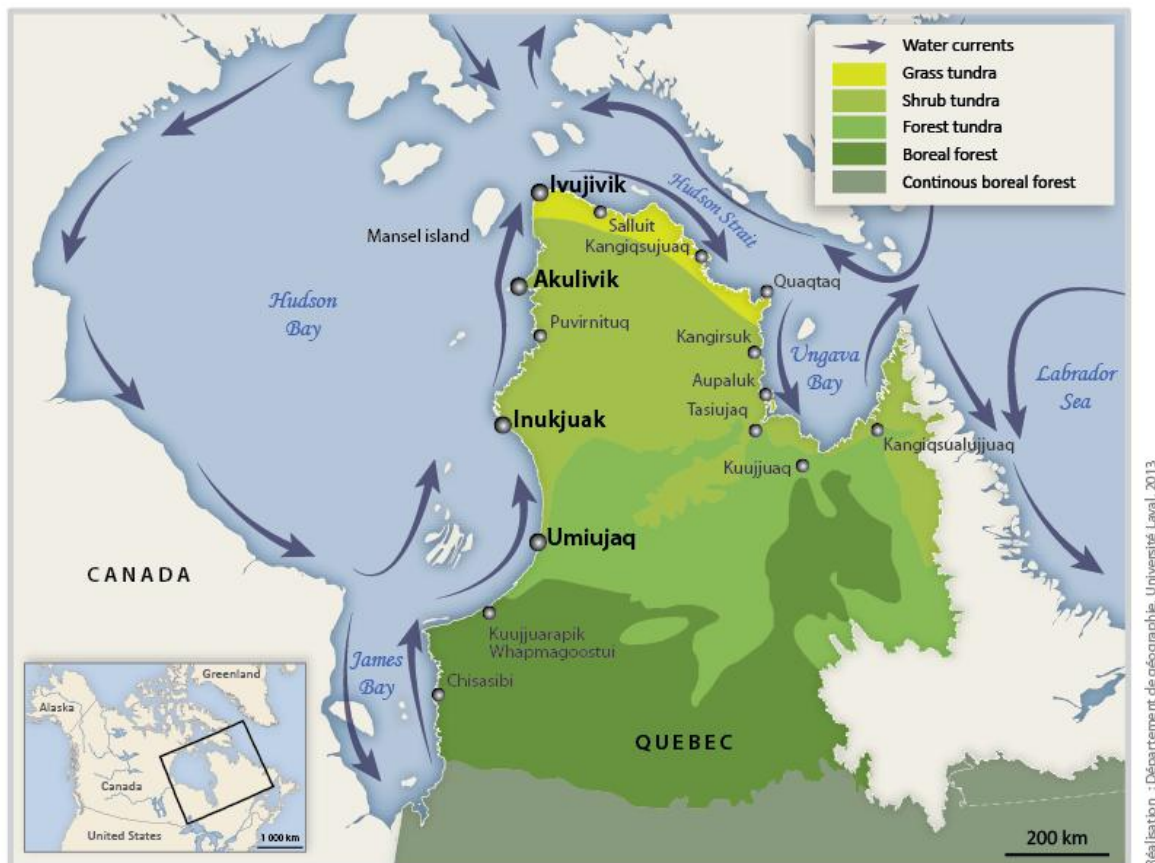 Water currents
Grass tundra
Shrub tundra
Forest tundra
Boreal forest
Continous boreal forest
Ivujivik
Salluit
Kangiqsujuaq
Hudson Strait
Mansel island
Akulivik
Quaqtaq
Hudson
Bay
Puvirnituq
Kangirsuk
Ungava
Bay
Aupaluk
Labrador
Sea
Tasiujaq
Inukjuak
Kangiqsualujjuaq
Kuujjuaq
Umiujaq
CANADA
Kuujjuarapik
Whapmagoostui
James
Bay
Chisasibi
QUEBEC
Greenland
Alaska
Canada
United States
1 000 km
200 km
Réalisation : Département de géographie, Université Laval, 2013